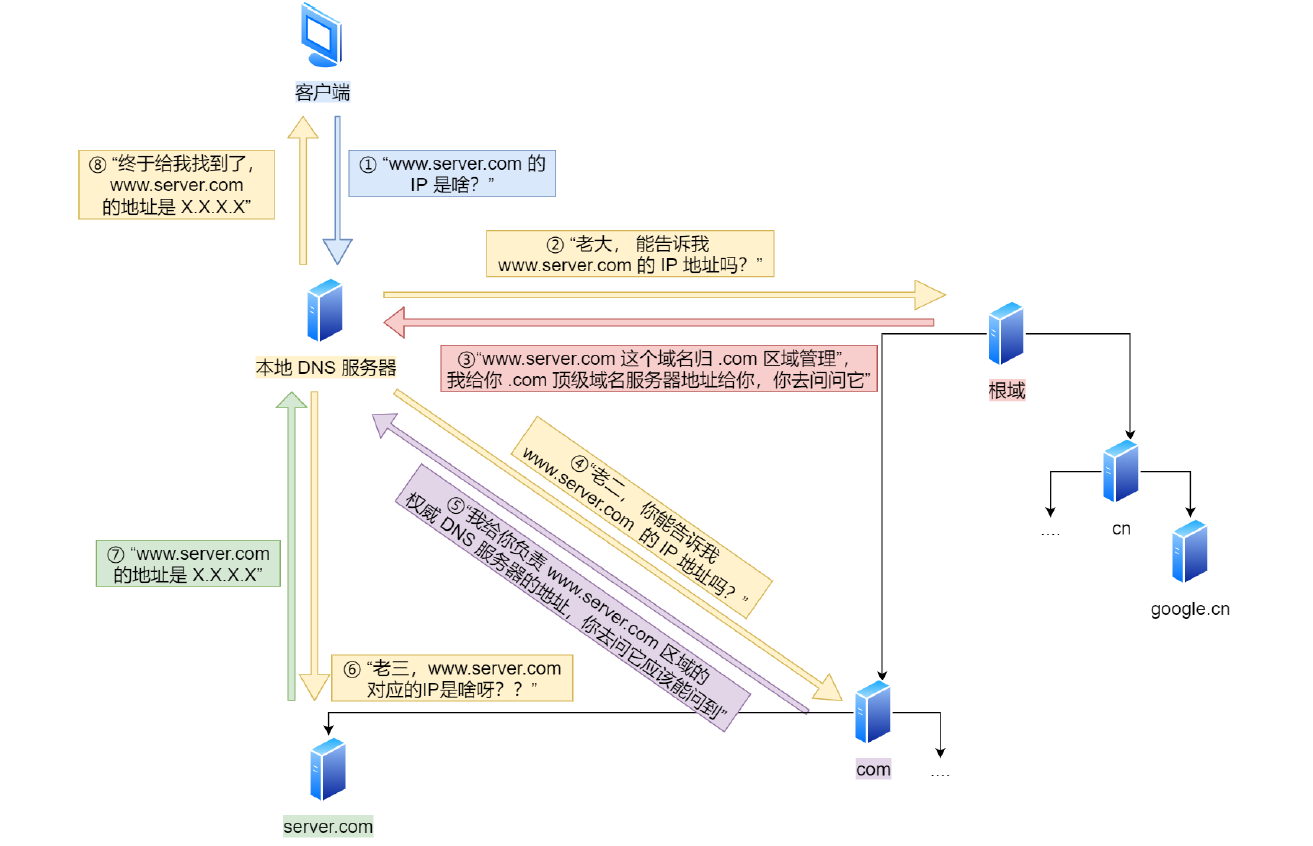 客户端
① “www.server.com 的
IP 是啥？”
⑧ “终于给我找到了，
www.server.com
的地址是 X.X.X.X”
② “老大， 能告诉我
www.server.com 的 IP 地址吗？”
本地 DNS 服务器
③“www.server.com 这个域名归 .com 区域管理”，
我给你 .com 顶级域名服务器地址给你，你去问问它”
根域
④ “老二， 你能告诉我
www.server.com 的 IP 地址吗？”
⑤ “我给你负责 www.server.com 区域的
权威 DNS 服务器的地址，你去问它应该能问到”
....
cn
google.cn
⑦ “www.server.com
的地址是 X.X.X.X”
⑥ “老三，www.server.com
对应的IP是啥呀？？”
com
....
server.com